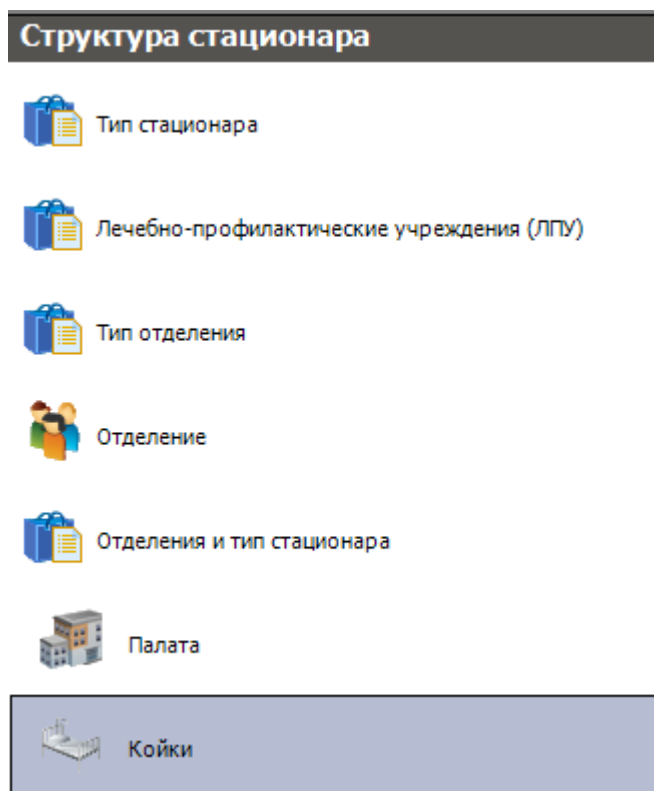 Структура стационара
Тип стационара
Лечебно-профилактические учреждения (ЛПУ)
Тип отделения
Отделение
Отделения и тип стационара
Палата
Койки